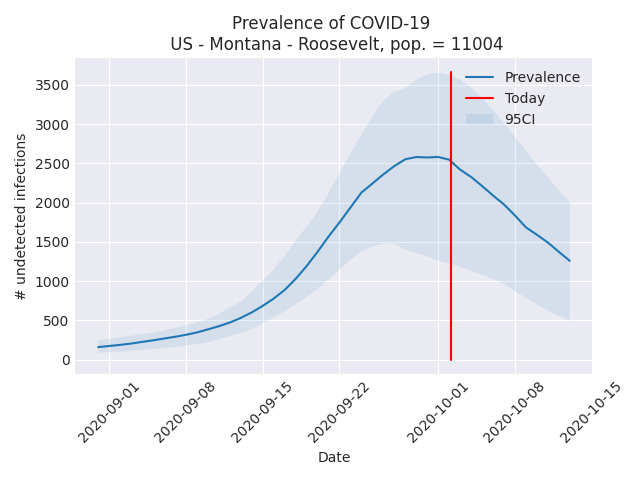 Prevalence of COVID-19
US - Montana - Roosevelt, pop. = 11004
Prevalence
Today
95CI
# undetected infections
3500
3000
2500
2000
1500
1000
500
0
2020-09-01
2020-09-08
2020-09-15
2020-09-22
2020-10-01
2020-10-08
2020-10-15
Date